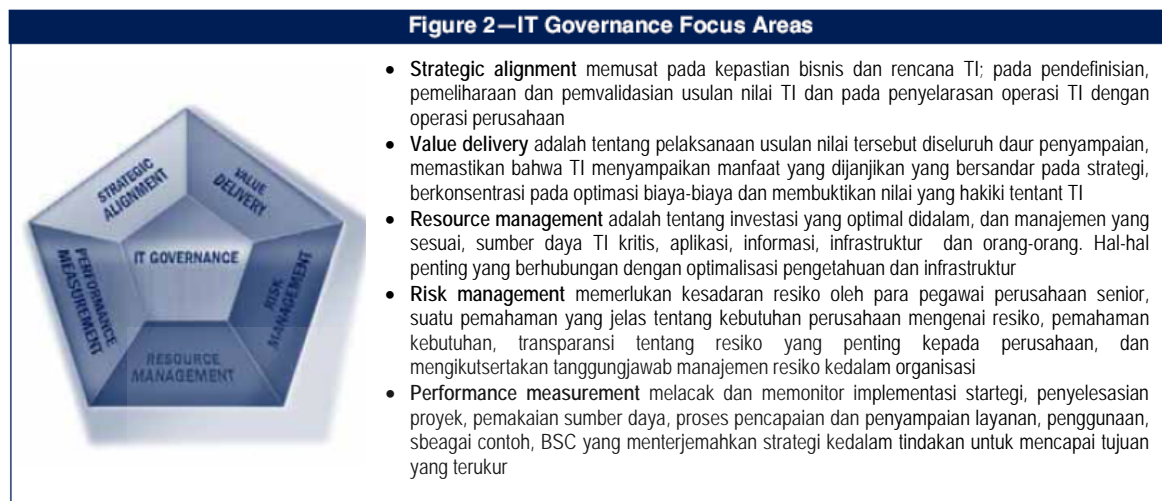 Figure 2—IT Governance Focus Areas
STRATEGIC
ALIGNMENT
VALUE
DELIVERY
PERFORMANCE
MEASUREMENT
IT GOVERNANCE
RISK
MANAGEMENT
RESOURCE
MANAGEMENT
• Strategic alignment memusat pada kepastian bisnis dan rencana TI; pada pendefinisian,
pemeliharaan dan pemvalidasian usulan nilai TI dan pada penyelarasan operasi TI dengan
operasi perusahaan
• Value delivery adalah tentang pelaksanaan usulan nilai tersebut diseluruh daur penyampaian,
memastikan bahwa TI menyampaikan manfaat yang dijanjikan yang bersandar pada strategi,
berkonsentrasi pada optimasi biaya-biaya dan membuktikan nilai yang hakiki tentant TI
• Resource management adalah tentang investasi yang optimal didalam, dan manajemen yang
sesuai, sumber daya TI kritis, aplikasi, informasi, infrastruktur dan orang-orang. Hal-hal
penting yang berhubungan dengan optimalisasi pengetahuan dan infrastruktur
• Risk management memerlukan kesadaran resiko oleh para pegawai perusahaan senior,
suatu pemahaman yang jelas tentang kebutuhan perusahaan mengenai resiko, pemahaman
kebutuhan, transparansi tentang resiko yang penting kepada perusahaan, dan
mengikutsertakan tanggungjawab manajemen resiko kedalam organisasi
• Performance measurement melacak dan memonitor implementasi startegi, penyelesasian
proyek, pemakaian sumber daya, proses pencapaian dan penyampaian layanan, penggunaan,
sbeagai contoh, BSC yang menterjemahkan strategi kedalam tindakan untuk mencapai tujuan
yang terukur